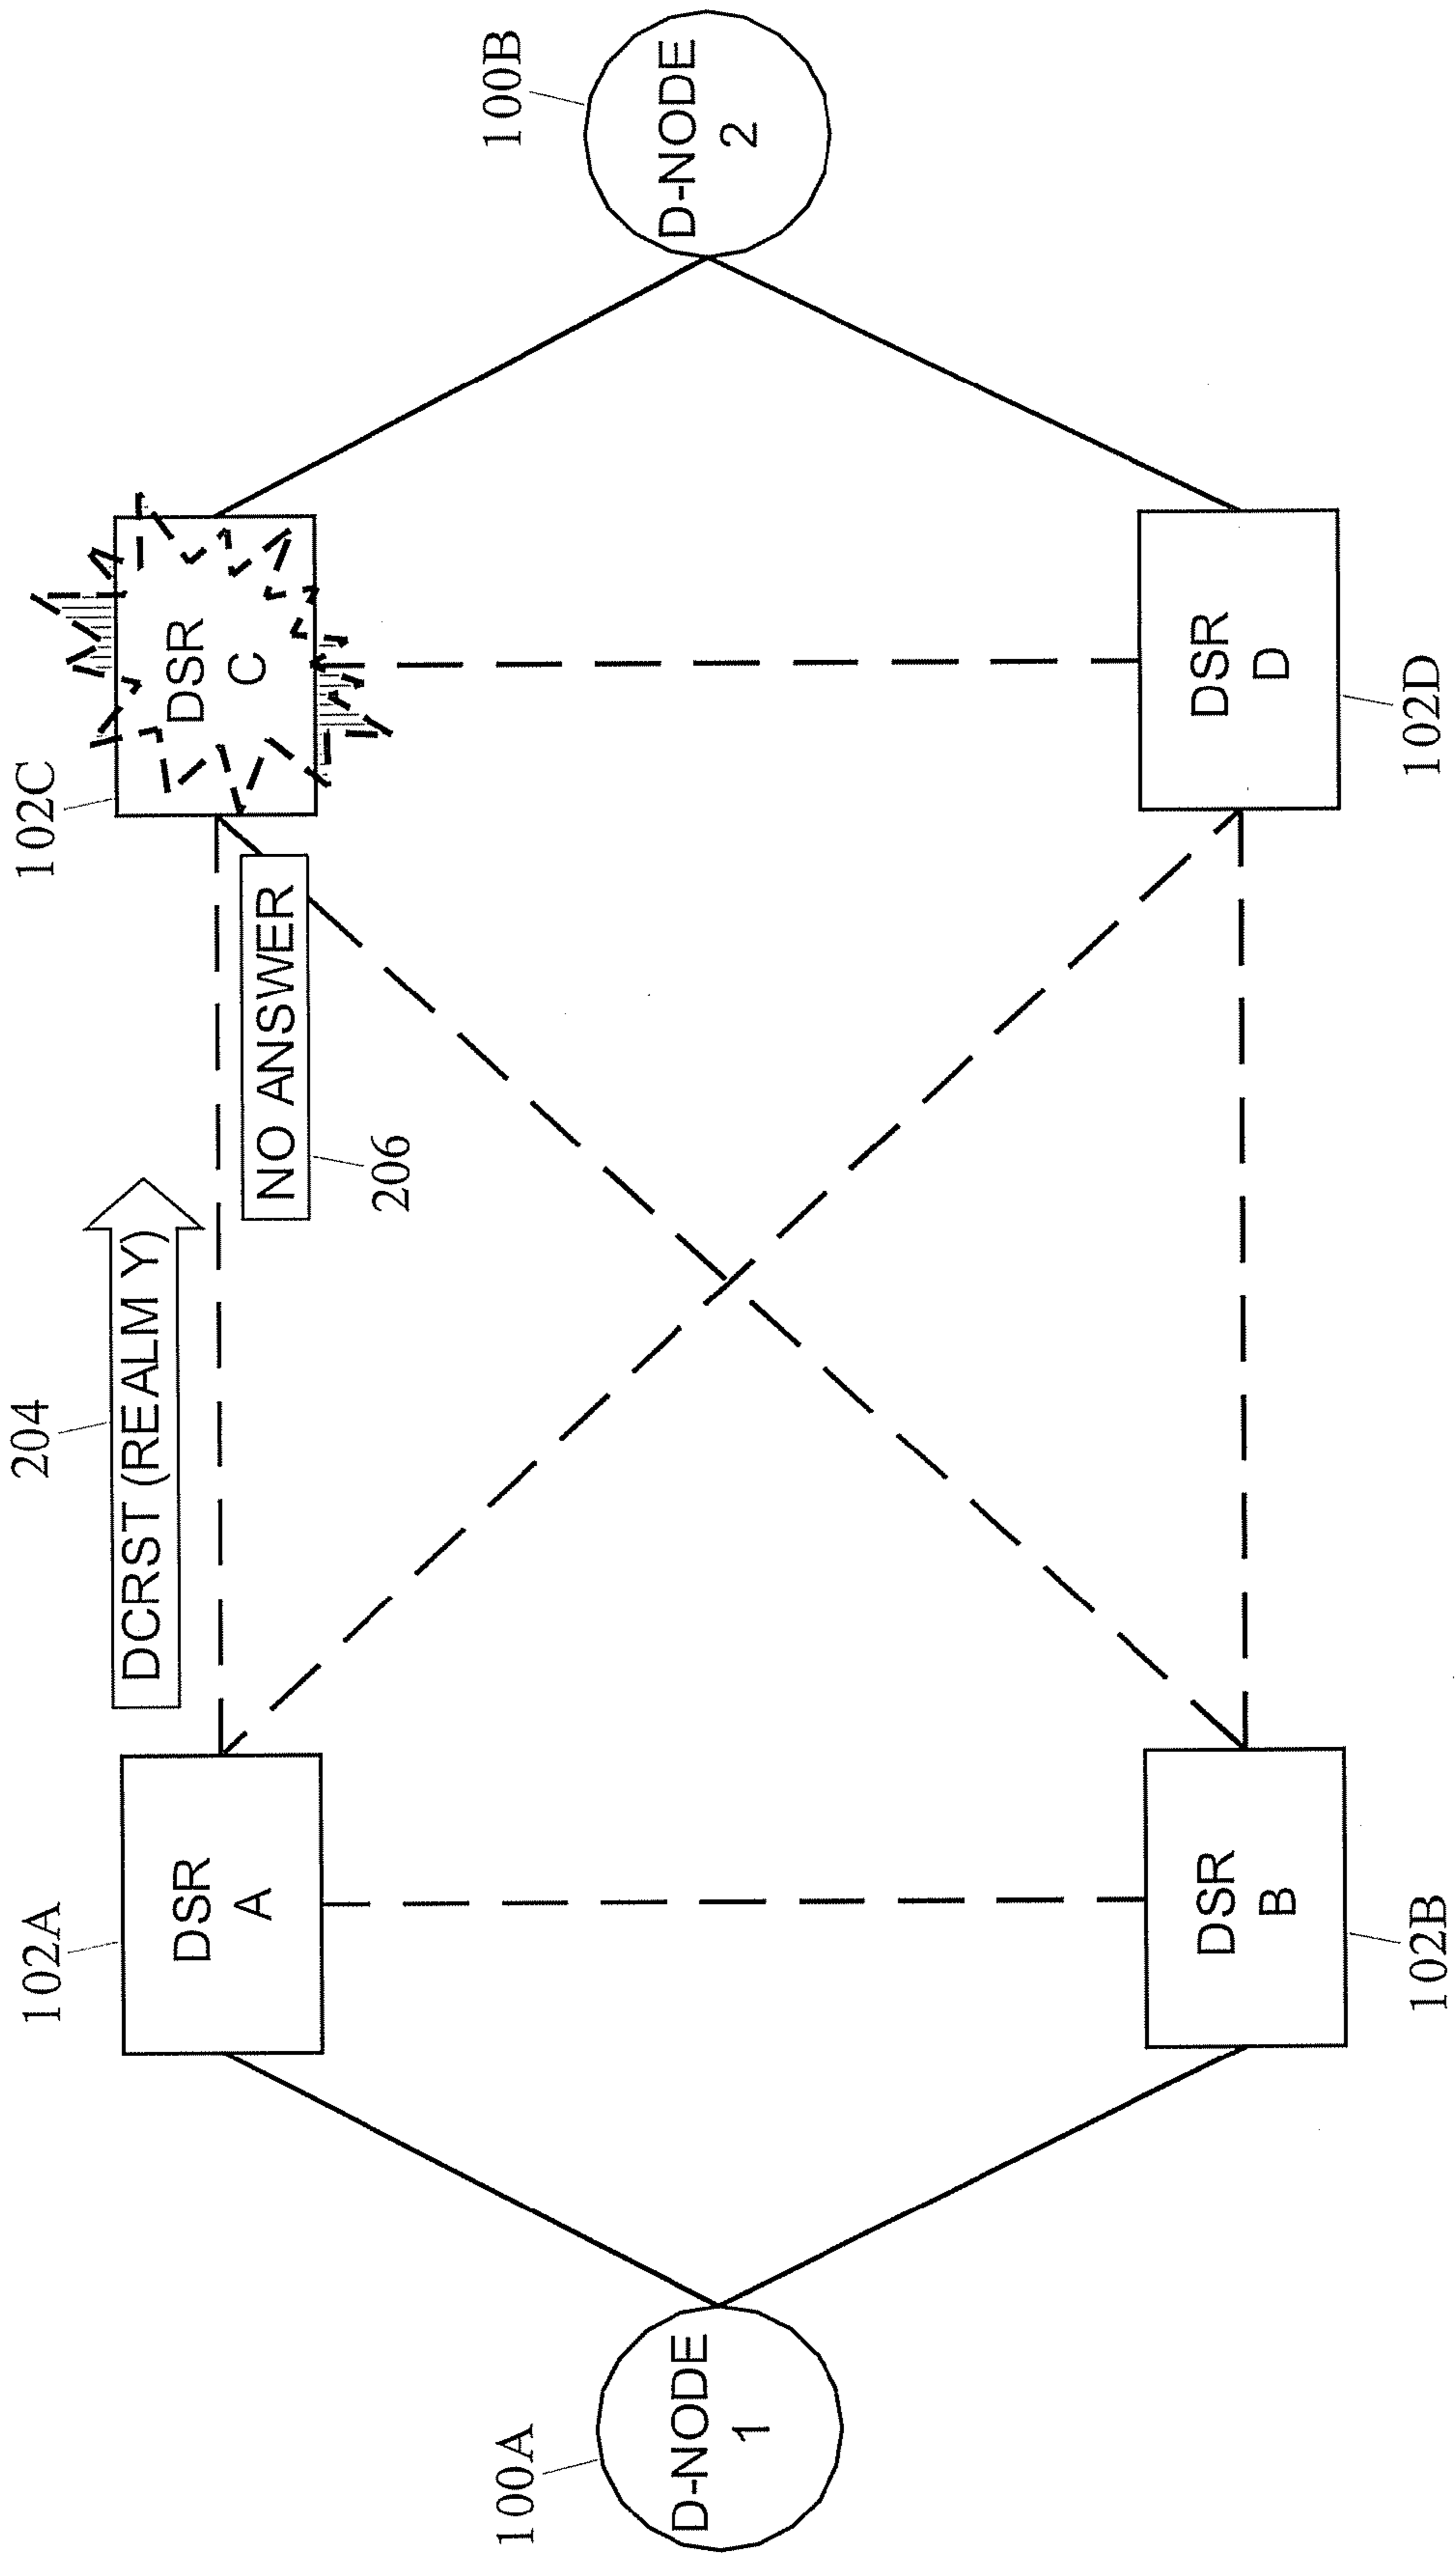 102A
204
102C
DCRST (REALM Y)
DSR
A
DSR
C
NO ANSWER
206
100A
100B
D-NODE
1
D-NODE
2
DSR
B
DSR
D
102B
102D